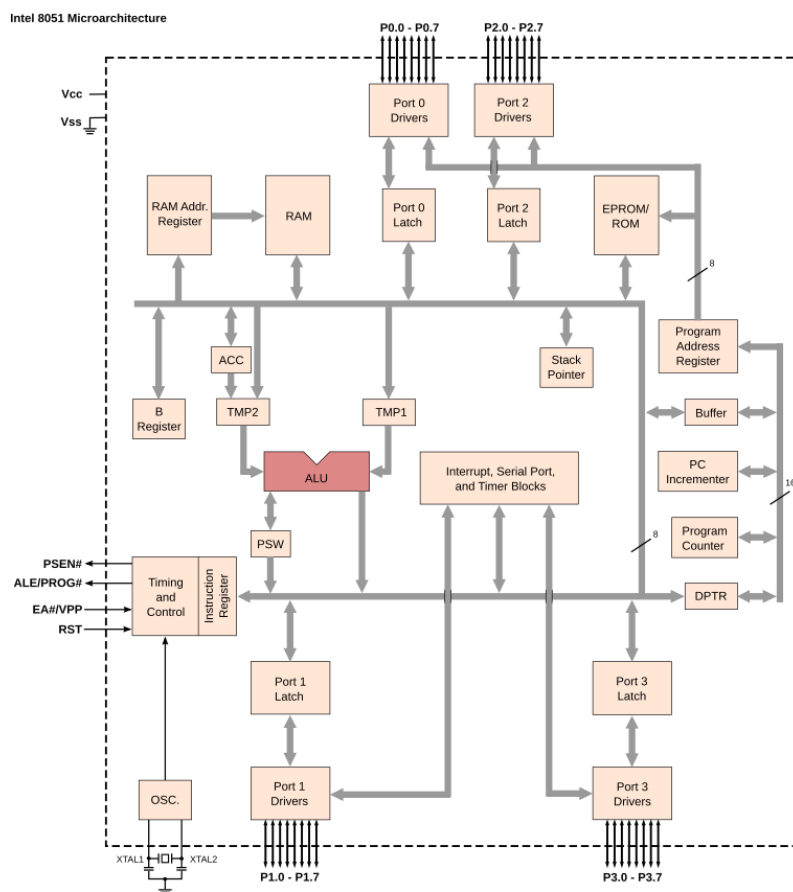 Intel 8051 Microarchitecture
P0.0 - P0.7
P2.0 - P2.7
Vcc
Vss
Port 0
Drivers
Port 2
Drivers
RAM Addr.
Register
RAM
Port 0
Latch
Port 2
Latch
EPROM/
ROM
8
Program
Address
Register
ACC
Stack
Pointer
B
Register
TMP2
TMP1
Buffer
ALU
Interrupt, Serial Port,
and Timer Blocks
PC
Incrementer
16
PSW
8
Program
Counter
PSEN#
ALE/PROG#
EA#/VPP
RST
Timing
and
Control
Instruction
Register
DPTR
Port 1
Latch
Port 3
Latch
OSC.
Port 1
Drivers
Port 3
Drivers
XTAL1
XTAL2
P1.0 - P1.7
P3.0 - P3.7